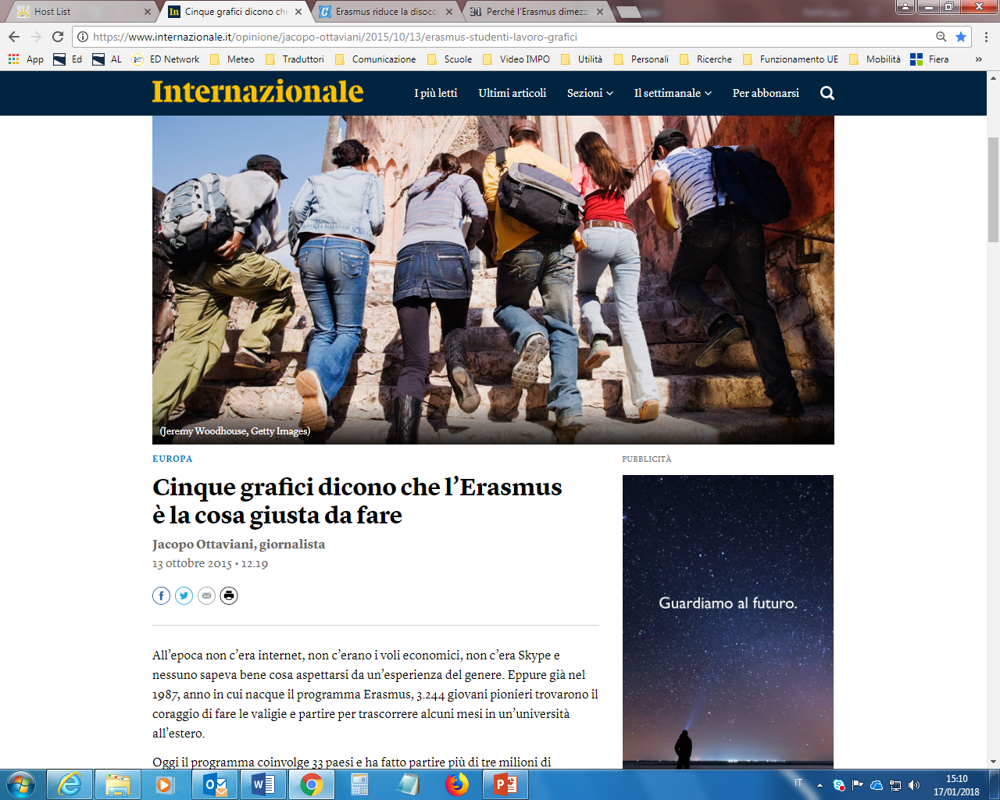 Host List
Cinque grafici dicono che
Erasmus riduce la disocc
Perché l'Erasmus dimezz
https://www.internazionale.it/opinione/jacopo-ottaviani/2015/10/13/erasmus-studenti-lavoro-grafici
App Ed AL ED Network Meteo Traduttori Comunicazione Scuole Video IMPO Utilità Personali Ricerche Funzionamento UE Mobilità Fiera »
Internazionale
I più letti Ultimi articoli Sezioni Il settimanale Per abbonarsi
(Jeremy Woodhouse, Getty Images)
EUROPA
Cinque grafici dicono che l’Erasmus
è la cosa giusta da fare
Jacopo Ottaviani, giornalista
13 ottobre 2015 • 12.19
All’epoca non c’era internet, non c’erano i voli economici, non c’era Skype e
nessuno sapeva bene cosa aspettarsi da un’esperienza del genere. Eppure già nel
1987, anno in cui nacque il programma Erasmus, 3.244 giovani pionieri trovarono il
coraggio di fare le valigie e partire per trascorrere alcuni mesi in un’università
all’estero.
Oggi il programma coinvolge 33 paesi e ha fatto partire più di tre milioni di
PUBBLICITÀ
Guardiamo al futuro.
IT
15:10
17/01/2018